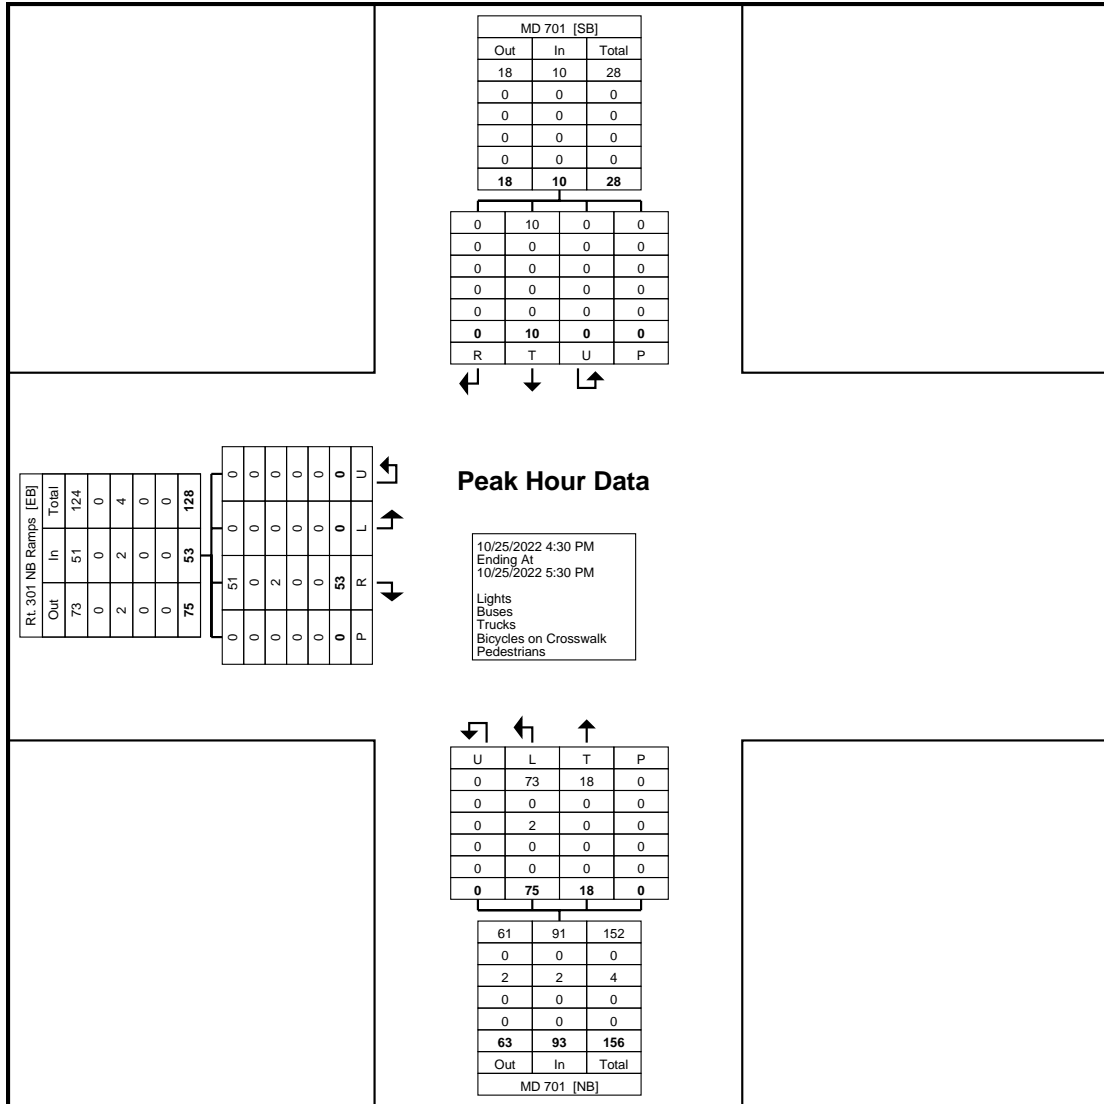 MD 701 [SB]
Out In Total
18 10 28
0 0 0
0 0 0
0 0 0
0 0 0
18 10 28
0 10 0 0
0 0 0 0
0 0 0 0
0 0 0 0
0 0 0 0
0 10 0 0
R T U P
Rt. 301 NB Ramps [EB]
Out In Total
73 51 124
0 0 0
2 2 4
0 0 0
0 0 0
75 53 128
0 51 0 0
0 0 0 0
0 2 0 0
0 0 0 0
0 0 0 0
0 53 0 0
P R L U
Peak Hour Data
10/25/2022 4:30 PM
Ending At
10/25/2022 5:30 PM
Lights
Buses
Trucks
Bicycles on Crosswalk
Pedestrians
U L T P
0 73 18 0
0 0 0 0
0 2 0 0
0 0 0 0
0 0 0 0
0 75 18 0
61 91 152
0 0 0
2 2 4
0 0 0
0 0 0
63 93 156
Out In Total
MD 701 [NB]